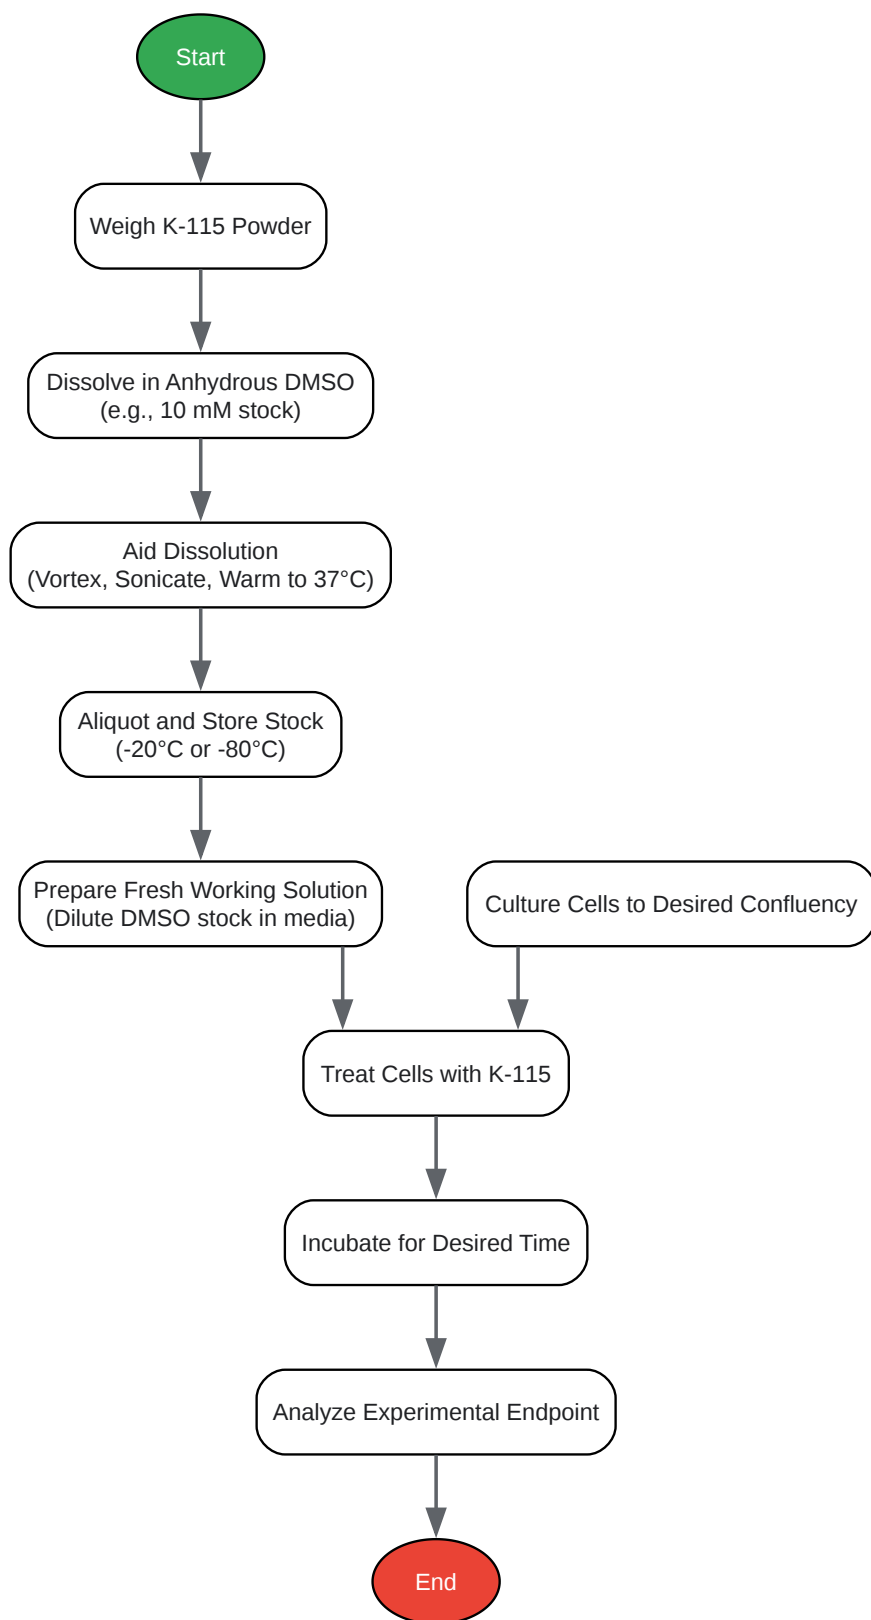 Start
Weigh K-115 Powder
Dissolve in Anhydrous DMSO
(e.g., 10 mM stock)
Aid Dissolution
(Vortex, Sonicate, Warm to 37°C)
Aliquot and Store Stock
(-20°C or -80°C)
Prepare Fresh Working Solution
(Dilute DMSO stock in media)
Culture Cells to Desired Confluency
Treat Cells with K-115
Incubate for Desired Time
Analyze Experimental Endpoint
End